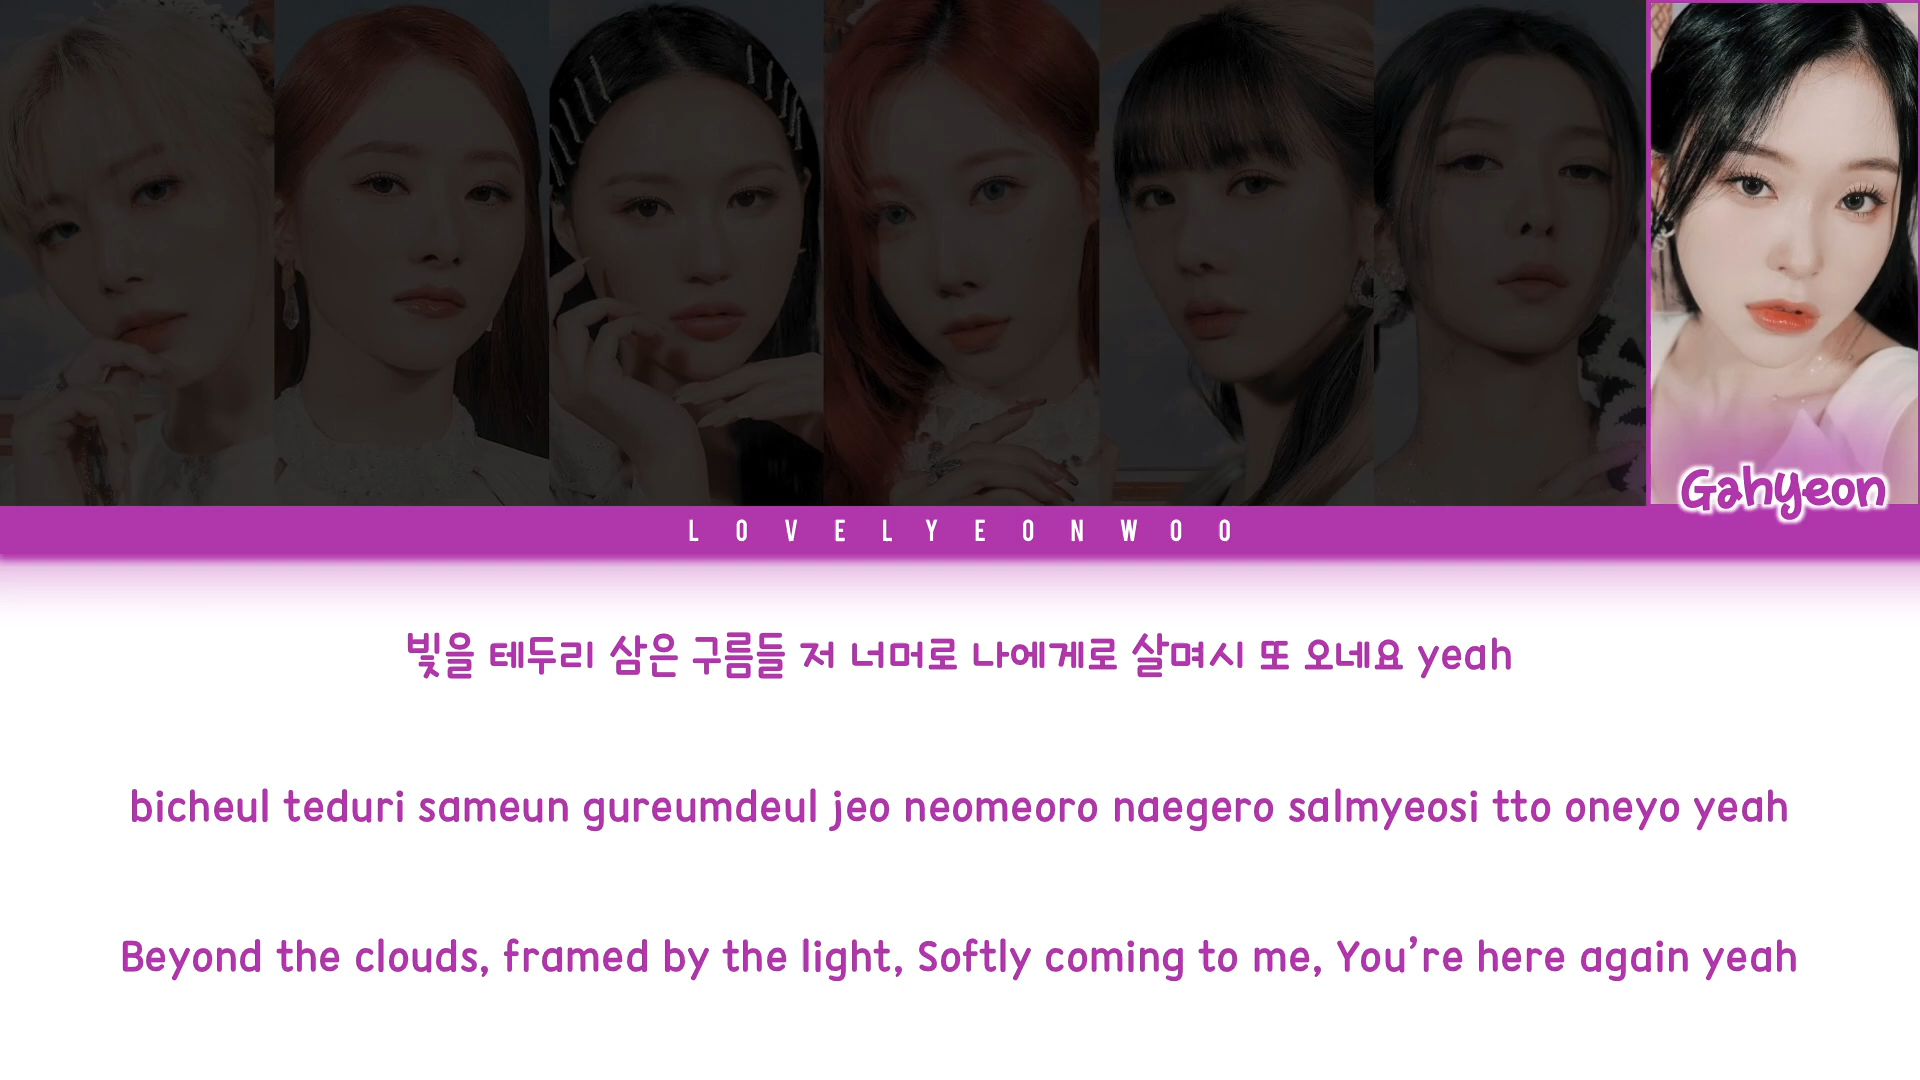 Gahyeon
LOVELYEONWOO
빛을 테두리 삼은 구름들 저 너머로 나에게로 살며시 또 오네요 yeah
bicheul teduri sameun gureumdeul jeo neomeoro naegero salmyeosi tto oneyo yeah
Beyond the clouds, framed by the light, Softly coming to me, You’re here again yeah